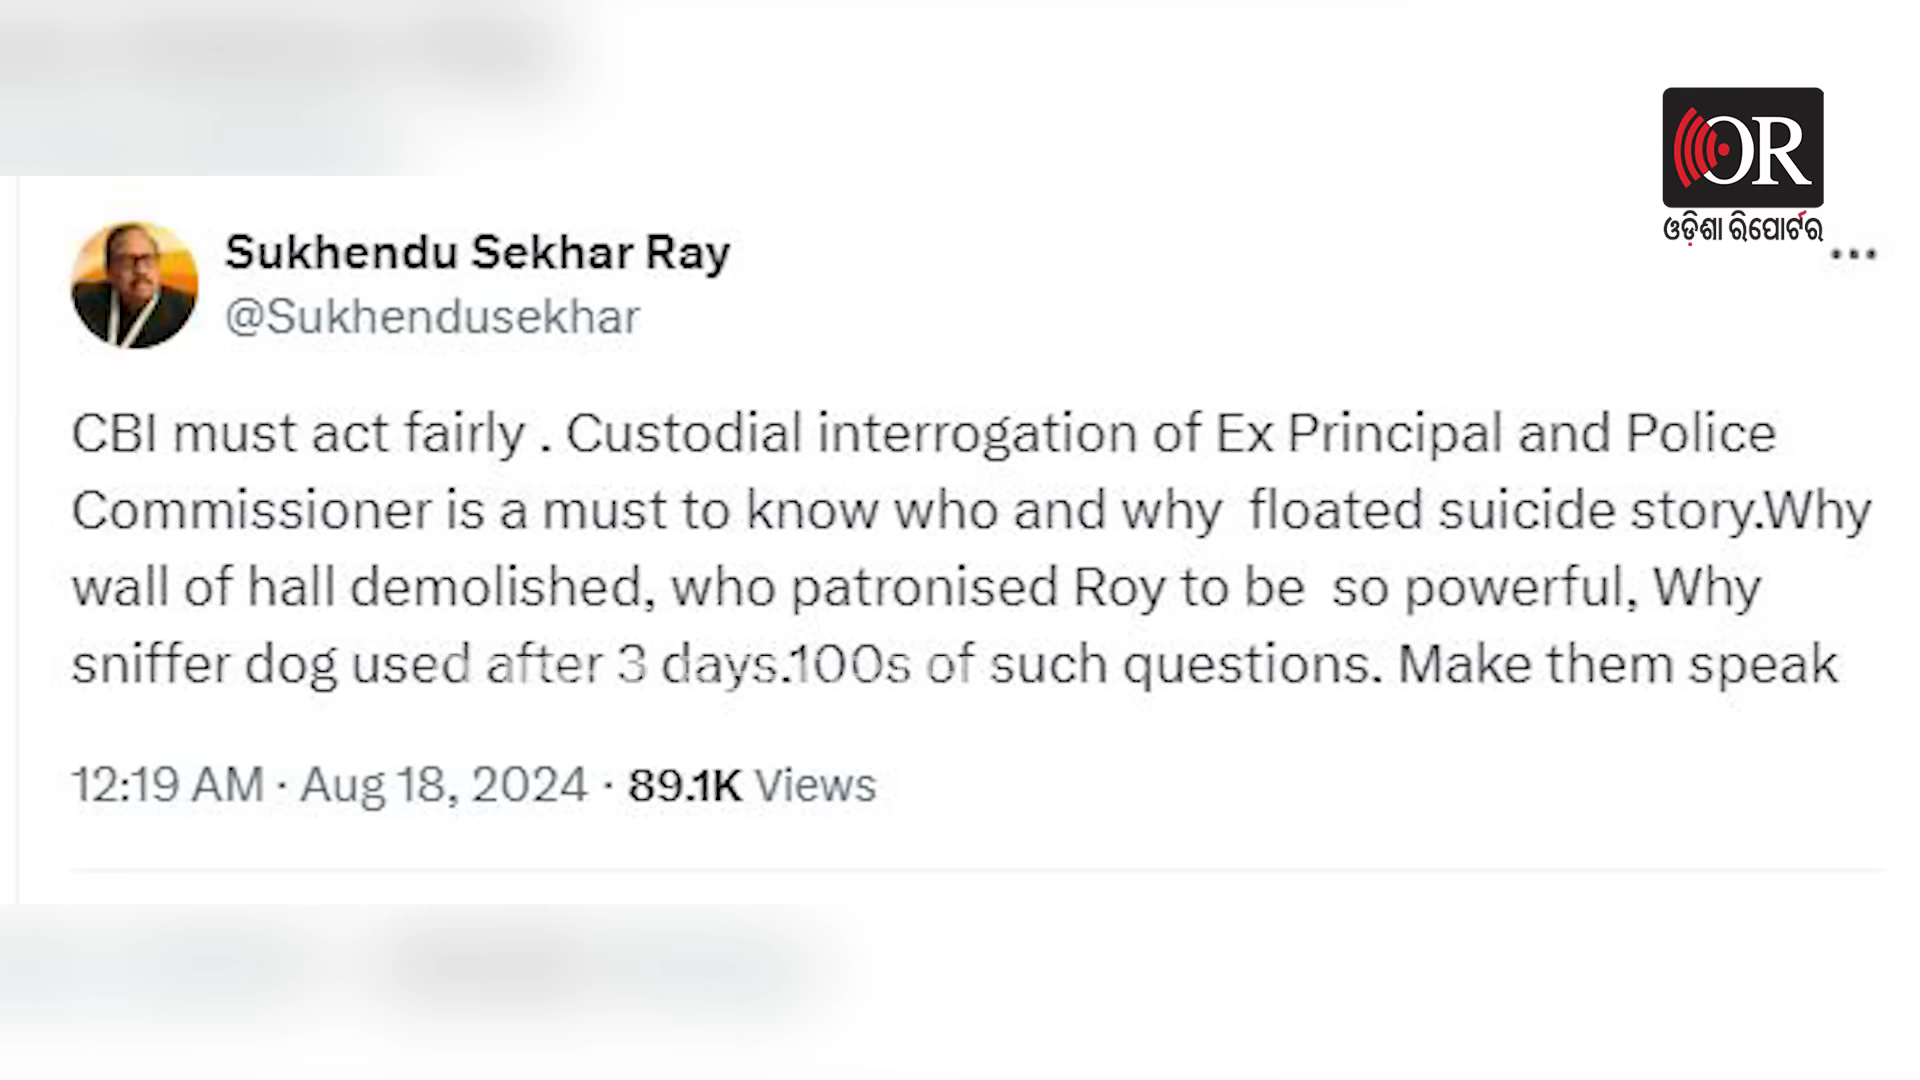 OR
ଓଡ଼ିଶା ରିପୋର୍ଟର
Sukhendu Sekhar Ray
@Sukhendusekhar
CBI must act fairly . Custodial interrogation of Ex Principal and Police
Commissioner is a must to know who and why floated suicide story.Why
wall of hall demolished, who patronised Roy to be so powerful, Why
sniffer dog used after 3 days.100s of such questions. Make them speak
12:19 AM · Aug 18, 2024 · 89.1K Views